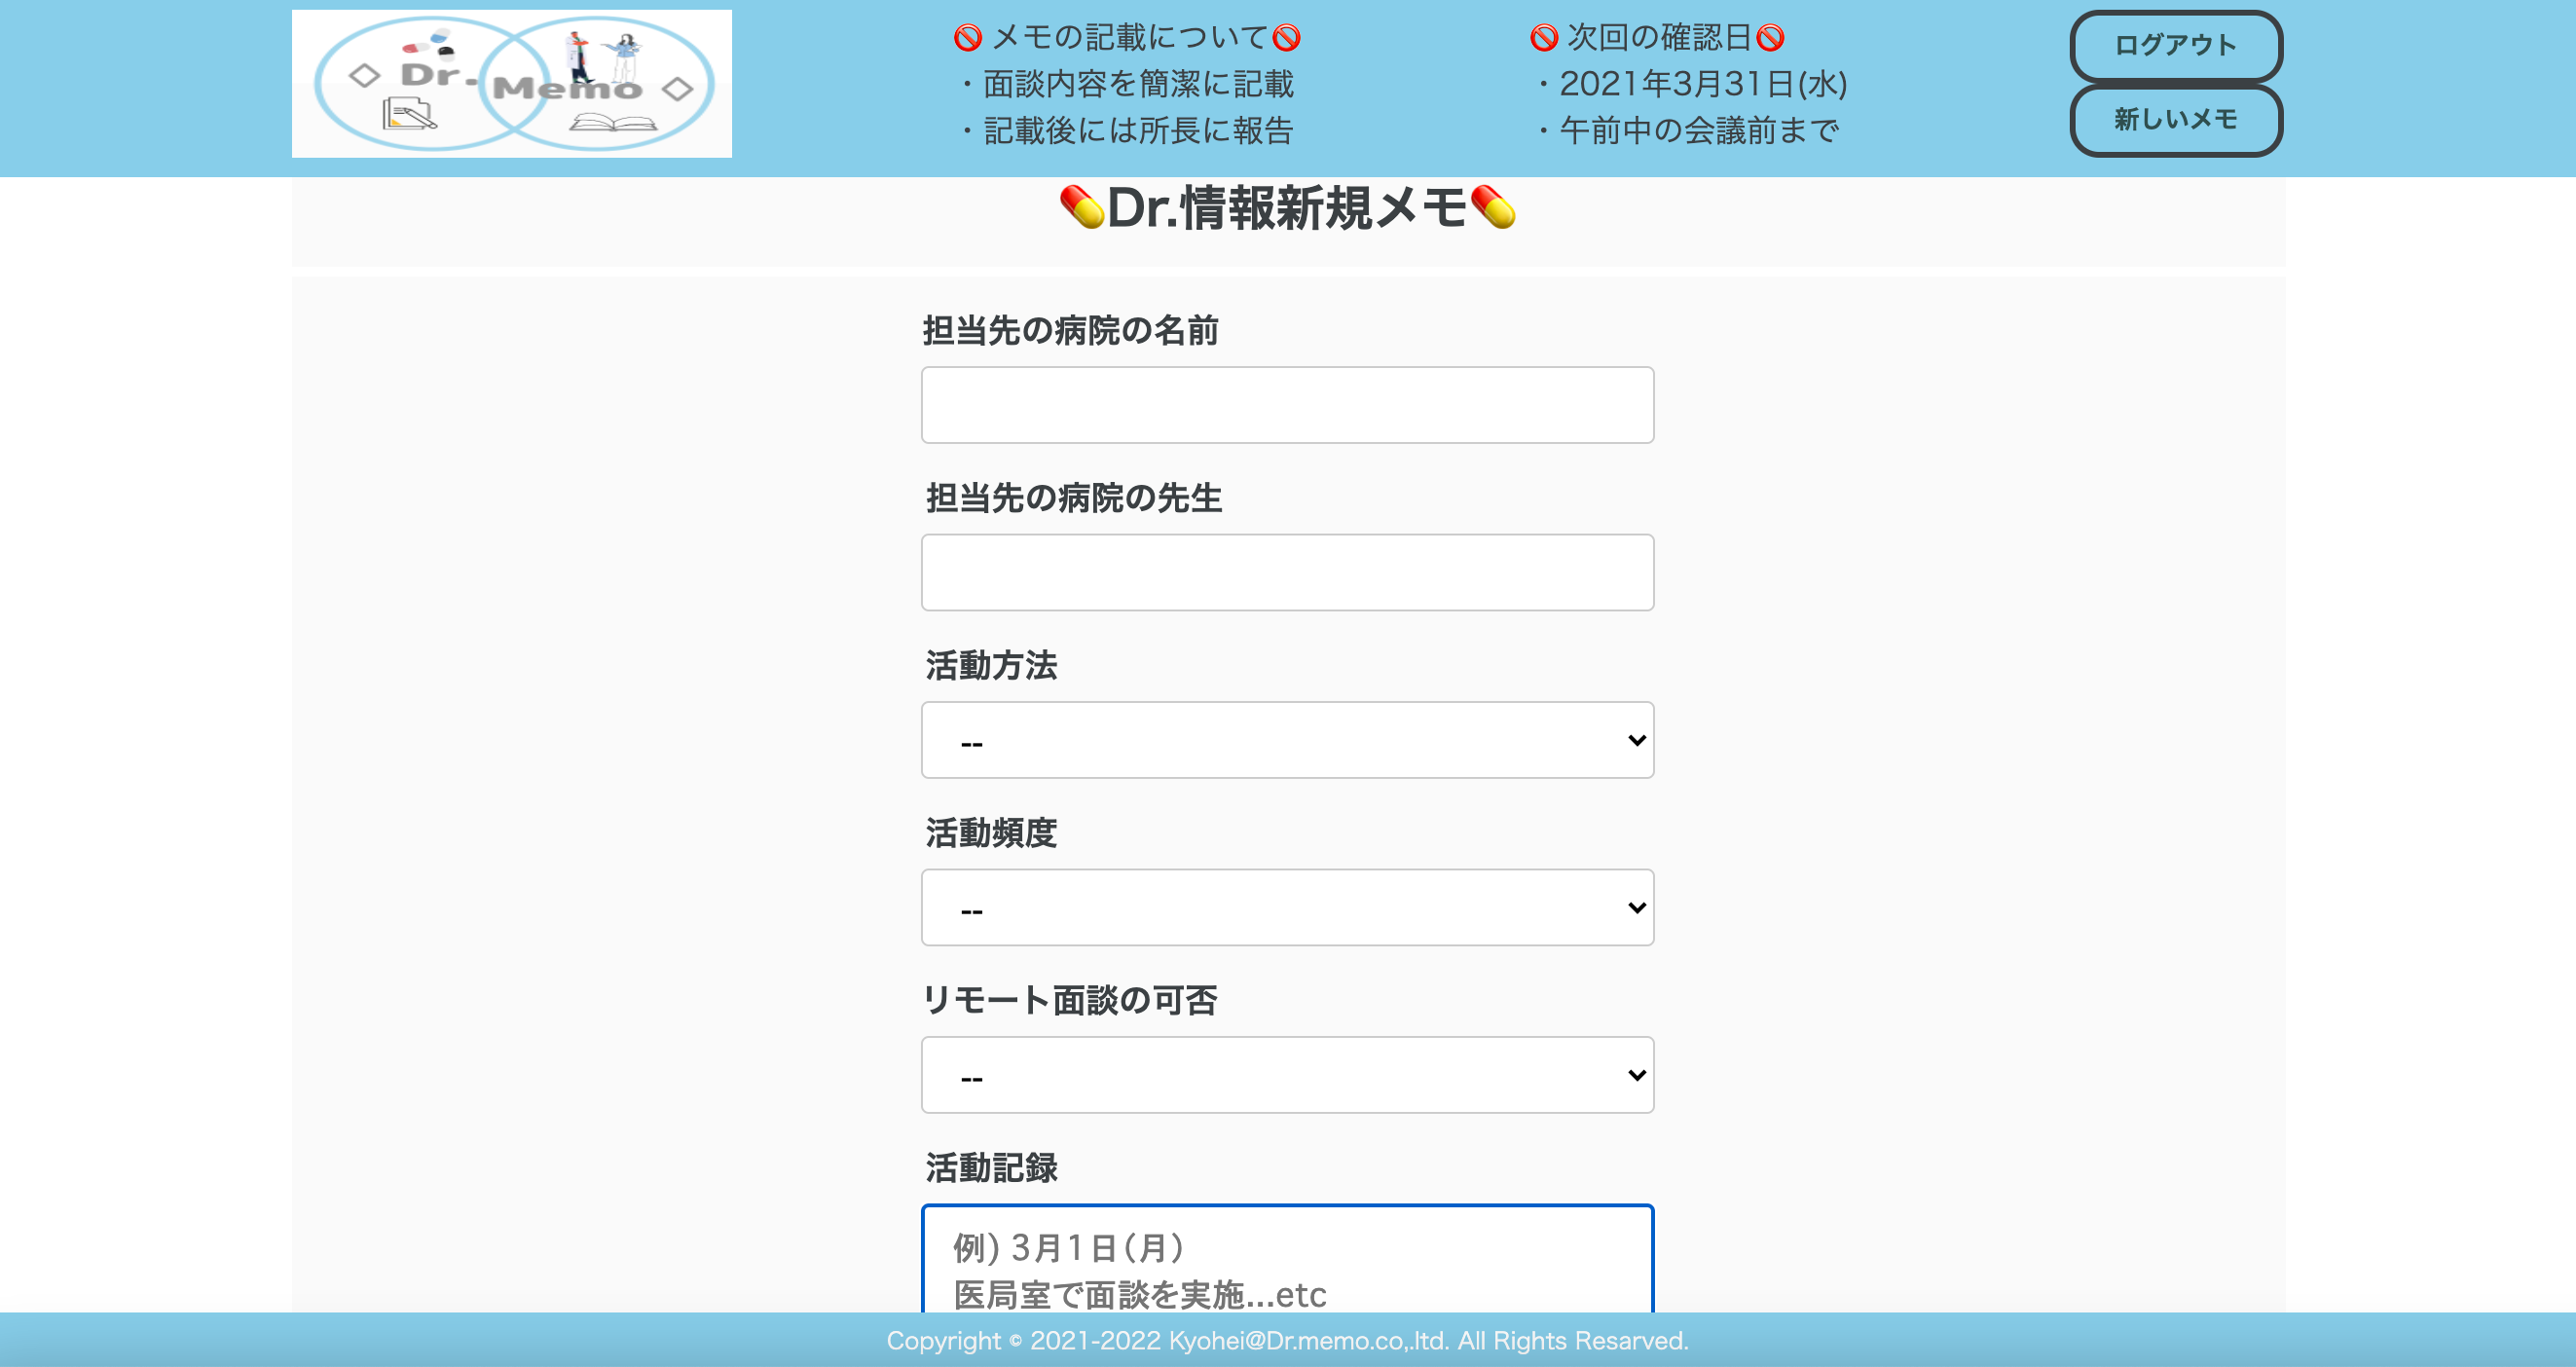 Dr.
Memo
🚫 メモの記載について🚫
・面談内容を簡潔に記載
・記載後には所長に報告
🚫 次回の確認日🚫
・2021年3月31日(水)
・午前中の会議前まで
ログアウト
新しいメモ
💊Dr.情報新規メモ💊
担当先の病院の名前
担当先の病院の先生
活動方法
--
活動頻度
--
リモート面談の可否
--
活動記録
例) 3月1日(月)
医局室で面談を実施...etc
Copyright © 2021-2022 Kyohei@Dr.memo.co,.ltd. All Rights Resarved.